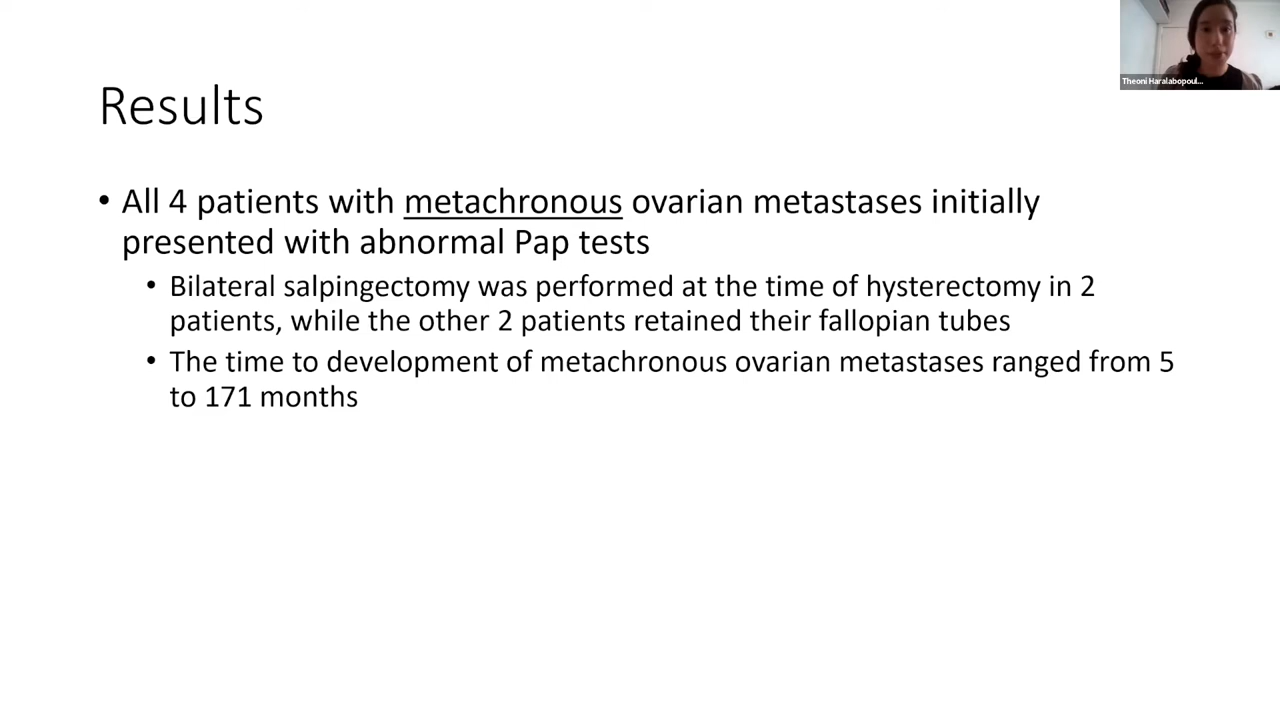 Theoni Haralabopoul...
Results
• All 4 patients with metachronous ovarian metastases initially
presented with abnormal Pap tests
• Bilateral salpingectomy was performed at the time of hysterectomy in 2
patients, while the other 2 patients retained their fallopian tubes
• The time to development of metachronous ovarian metastases ranged from 5
to 171 months